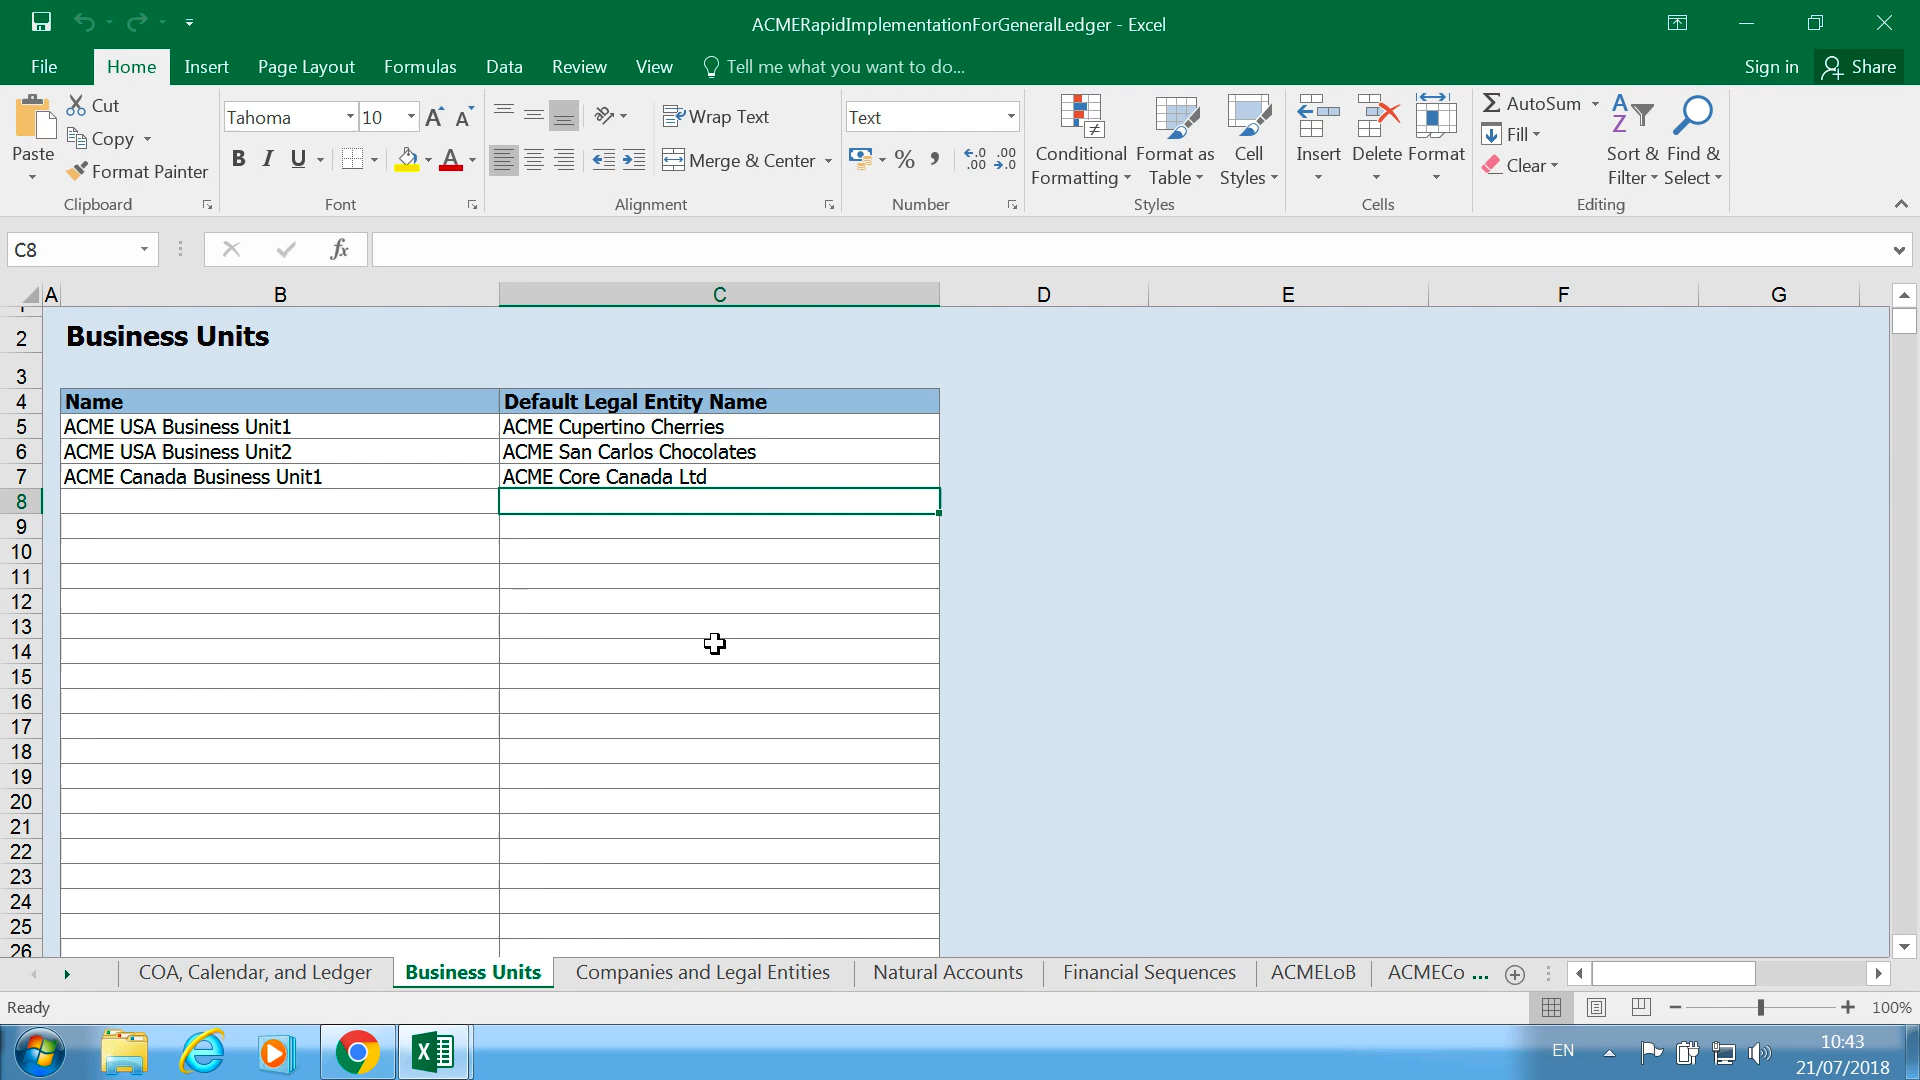 ACMERapidImplementationForGeneralLedger - Excel
File Home Insert Page Layout Formulas Data Review View Tell me what you want to do... Sign in Share
Paste Cut Copy Format Painter
Clipboard
Tahoma 10
B I U A
Font
Wrap Text
Merge & Center
Alignment
Text
% , .00 .0
Number
Conditional Formatting Format as Table Cell Styles
Styles
Insert Delete Format
Cells
AutoSum Fill Clear Sort & Filter Find & Select
Editing
C8 fx
A B C D E F G
2 Business Units
3
4 Name Default Legal Entity Name
5 ACME USA Business Unit1 ACME Cupertino Cherries
6 ACME USA Business Unit2 ACME San Carlos Chocolates
7 ACME Canada Business Unit1 ACME Core Canada Ltd
8
9
10
11
12
13
14
15
16
17
18
19
20
21
22
23
24
25
26
COA, Calendar, and Ledger Business Units Companies and Legal Entities Natural Accounts Financial Sequences ACMELoB ACMECo ...
Ready 100%
EN 10:43
21/07/2018